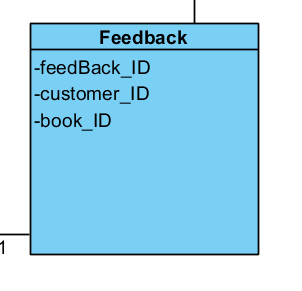 Feedback
-feedBack_ID
-customer_ID
-book_ID
1